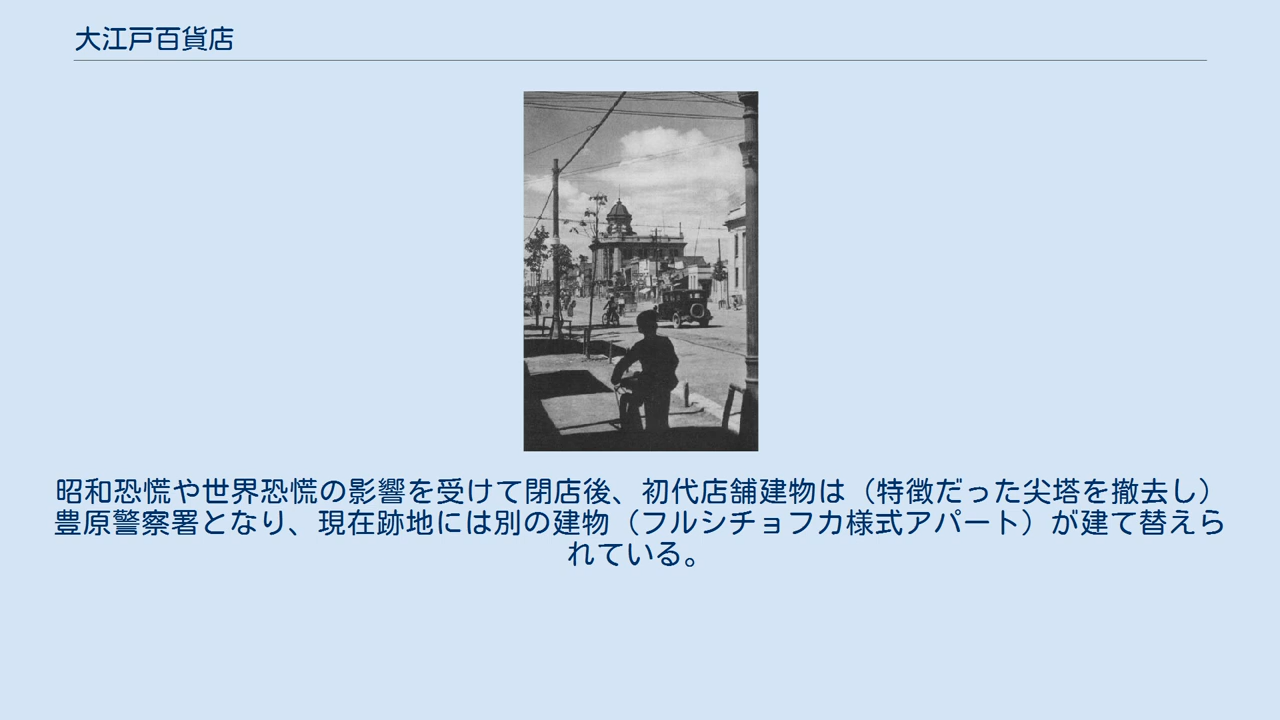 大江戸百貨店
昭和恐慌や世界恐慌の影響を受けて閉店後、初代店舗建物は（特徴だった尖塔を撤去し）
豊原警察署となり、現在跡地には別の建物（フルシチョフカ様式アパート）が建て替えら
れている。